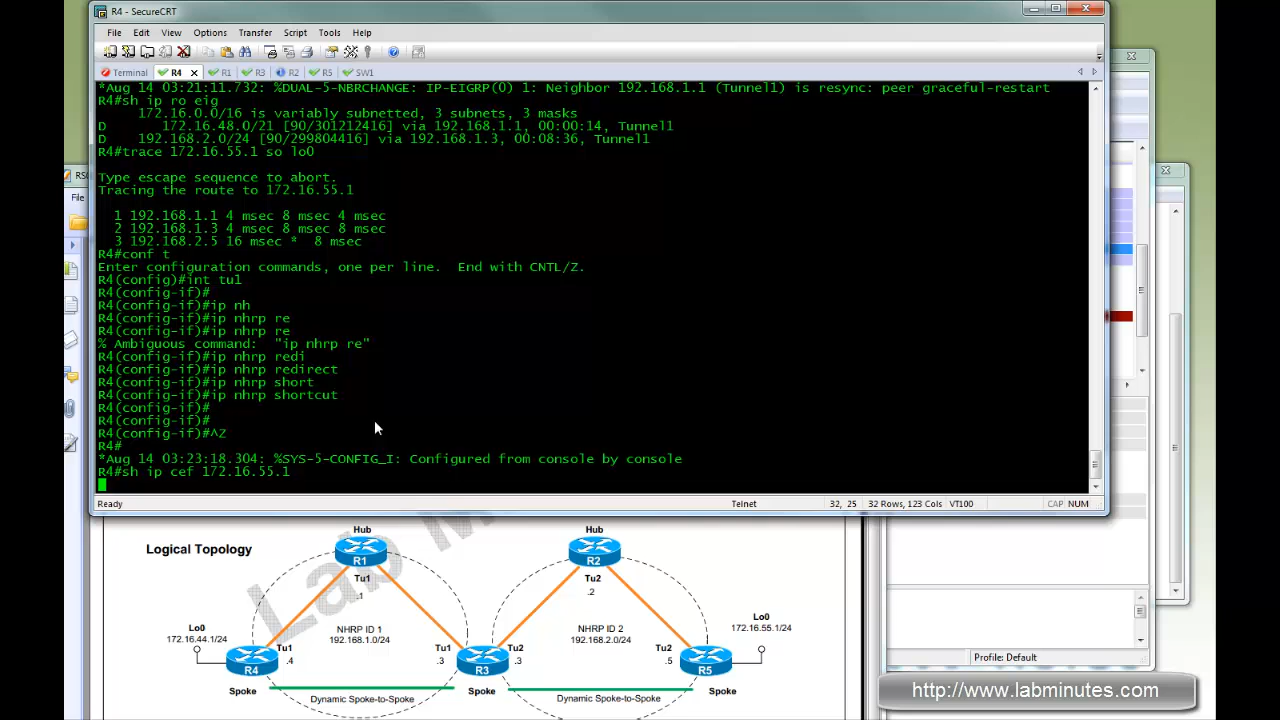 R4 - SecureCRT
File Edit View Options Transfer Script Tools Help
Terminal R4 R1 R3 R2 R5 SW1
*Aug 14 03:21:11.732: %DUAL-5-NBRCHANGE: IP-EIGRP(0) 1: Neighbor 192.168.1.1 (Tunnel1) is resync: peer graceful-restart
R4#sh ip ro eig
172.16.0.0/16 is variably subnetted, 3 subnets, 3 masks
D 172.16.48.0/21 [90/301212416] via 192.168.1.1, 00:00:14, Tunnel1
D 192.168.2.0/24 [90/299804416] via 192.168.1.3, 00:08:36, Tunnel1
R4#trace 172.16.55.1 so lo0
Type escape sequence to abort.
Tracing the route to 172.16.55.1
1 192.168.1.1 4 msec 8 msec 4 msec
2 192.168.1.3 4 msec 8 msec 8 msec
3 192.168.2.5 16 msec * 8 msec
R4#conf t
Enter configuration commands, one per line. End with CNTL/Z.
R4(config)#int tu1
R4(config-if)#
R4(config-if)#ip nh
R4(config-if)#ip nhrp re
R4(config-if)#ip nhrp re
% Ambiguous command: "ip nhrp re"
R4(config-if)#ip nhrp redi
R4(config-if)#ip nhrp redirect
R4(config-if)#ip nhrp short
R4(config-if)#ip nhrp shortcut
R4(config-if)#
R4(config-if)#
R4(config-if)#^Z
R4#
*Aug 14 03:23:18.304: %SYS-5-CONFIG_I: Configured from console by console
R4#sh ip cef 172.16.55.1
Ready Telnet 32, 25 32 Rows, 123 Cols VT100 CAP NUM
File
Logical Topology
Hub
R1
Tu1
.1
Hub
R2
Tu2
.2
Lo0
172.16.44.1/24
NHRP ID 1
192.168.1.0/24
NHRP ID 2
192.168.2.0/24
Lo0
172.16.55.1/24
Tu1
.4
R4
Tu1
.3
R3
Tu2
.3
Tu2
.5
R5
Spoke
Dynamic Spoke-to-Spoke
Spoke
Dynamic Spoke-to-Spoke
Spoke
Profile: Default
http://www.labminutes.com